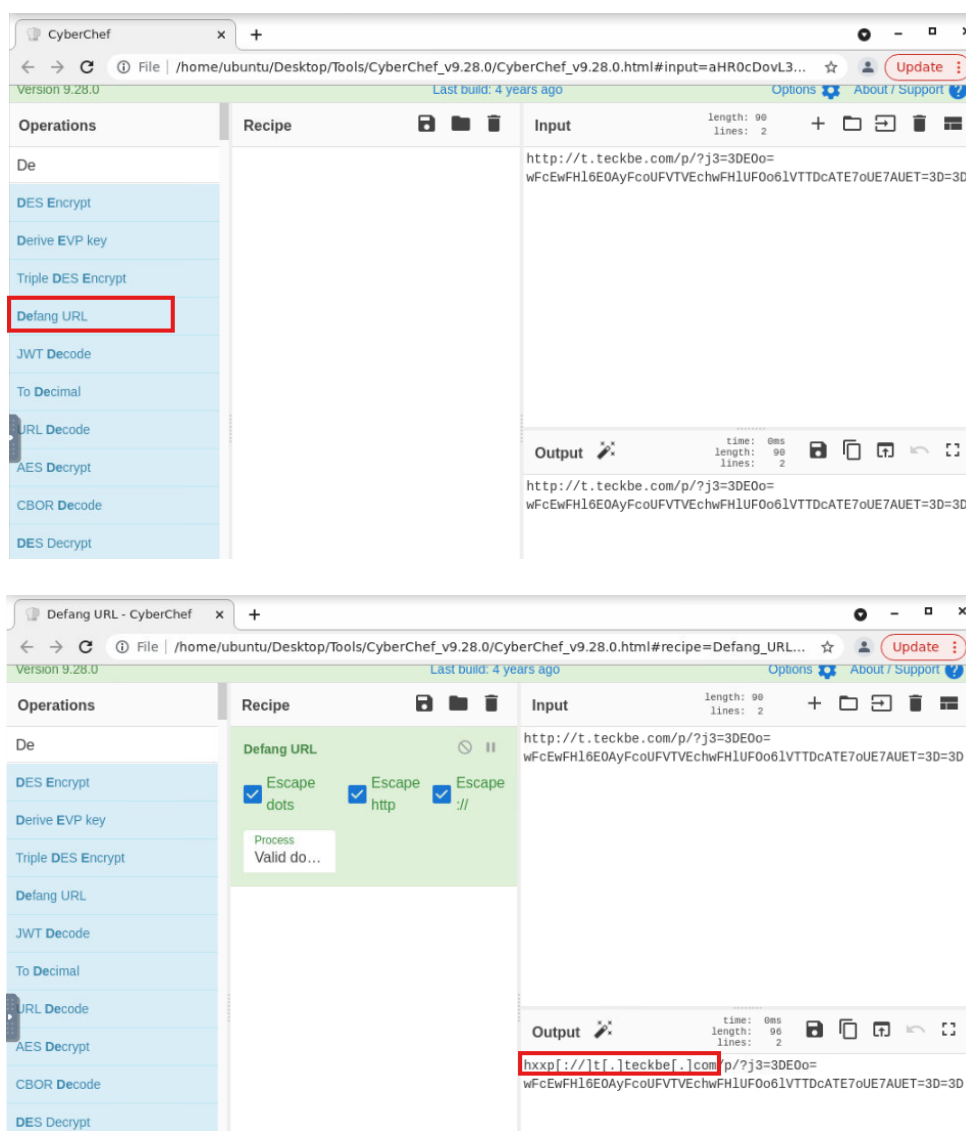 CyberChef
File | /home/ubuntu/Desktop/Tools/CyberChef_v9.28.0/CyberChef_v9.28.0.html#input=aHR0cDovL3... Update
Version 9.28.0 Last build: 4 years ago Options About / Support
Operations Recipe Input length: 90
lines: 2
De
http://t.teckbe.com/p/?j3=3DEOo=
wFcEwFHl6EOAyFcoUFVTVEchwFHlUFOo6lVTTDcATE7oUE7AUET=3D=3D
DES Encrypt
Derive EVP key
Triple DES Encrypt
Defang URL
JWT Decode
To Decimal
URL Decode
AES Decrypt
CBOR Decode
DES Decrypt
Output time: 0ms
length: 90
lines: 2
http://t.teckbe.com/p/?j3=3DEOo=
wFcEwFHl6EOAyFcoUFVTVEchwFHlUFOo6lVTTDcATE7oUE7AUET=3D=3D
Defang URL - CyberChef
File | /home/ubuntu/Desktop/Tools/CyberChef_v9.28.0/CyberChef_v9.28.0.html#recipe=Defang_URL... Update
Version 9.28.0 Last build: 4 years ago Options About / Support
Operations Recipe Input length: 90
lines: 2
De
DES Encrypt
Derive EVP key
Triple DES Encrypt
Defang URL
JWT Decode
To Decimal
URL Decode
AES Decrypt
CBOR Decode
DES Decrypt
Defang URL
Escape dots
Escape http
Escape ://
Process
Valid do...
http://t.teckbe.com/p/?j3=3DEOo=
wFcEwFHl6EOAyFcoUFVTVEchwFHlUFOo6lVTTDcATE7oUE7AUET=3D=3D
Output time: 0ms
length: 96
lines: 2
hxxp[://]t[.]teckbe[.]com/p/?j3=3DEOo=
wFcEwFHl6EOAyFcoUFVTVEchwFHlUFOo6lVTTDcATE7oUE7AUET=3D=3D